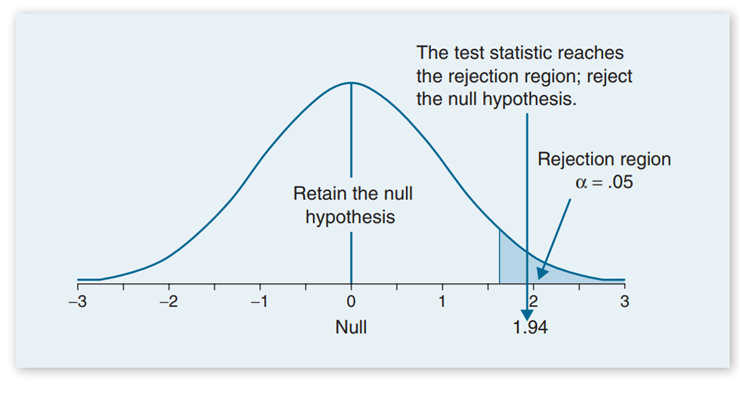 The test statistic reaches
the rejection region; reject
the null hypothesis.
Rejection region
α = .05
Retain the null
hypothesis
−3 −2 −1 0 1 2 3
Null 1.94